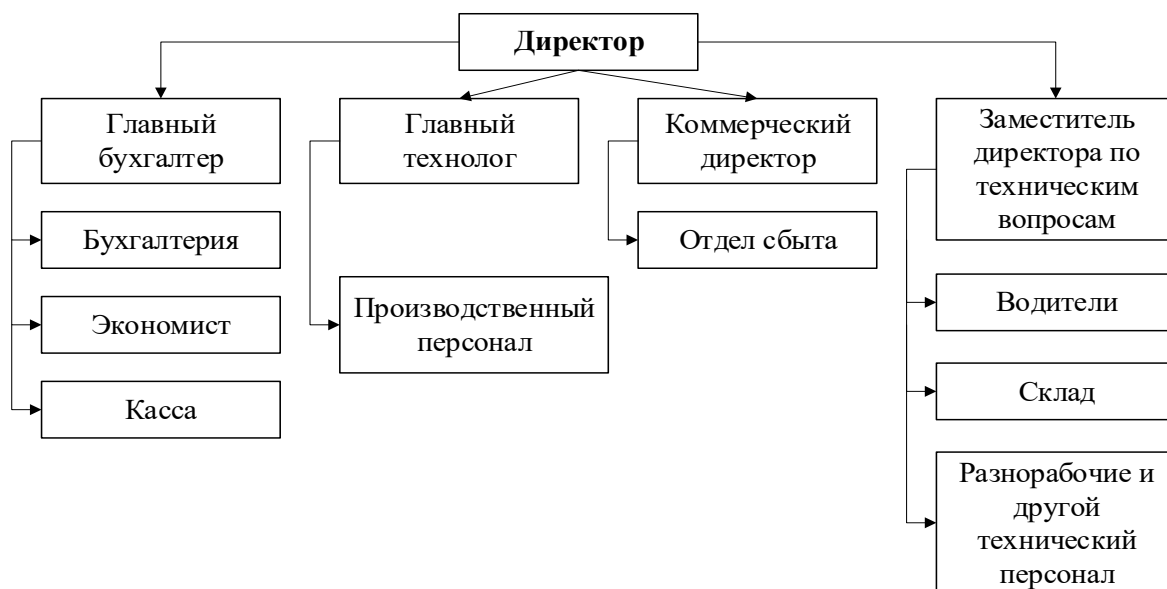 Директор
Главный
бухгалтер
Главный
технолог
Коммерческий
директор
Заместитель
директора по
техническим
вопросам
Бухгалтерия
Отдел сбыта
Экономист
Производственный
персонал
Водители
Касса
Склад
Разнорабочие и
другой
технический
персонал